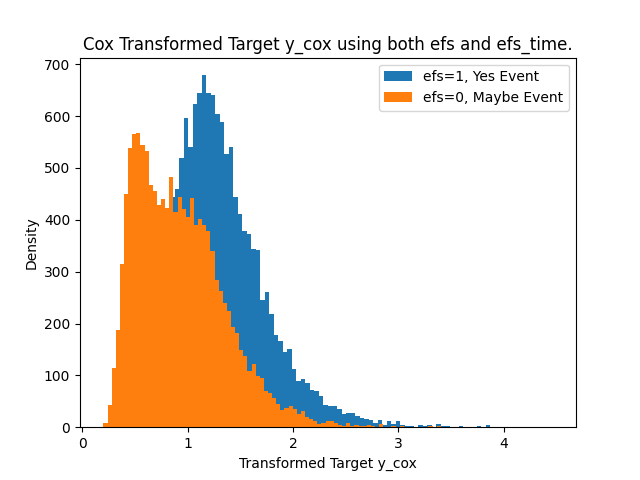 Cox Transformed Target y_cox using both efs and efs_time.
efs=1, Yes Event
efs=0, Maybe Event
700
600
500
400
300
200
100
0
Density
0 1 2 3 4
Transformed Target y_cox